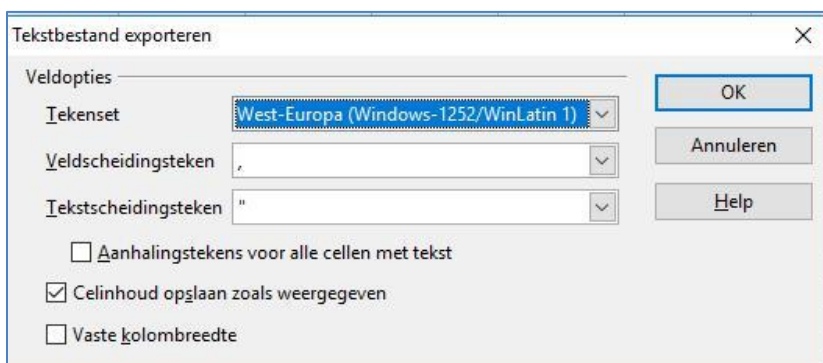 Tekstbestand exporteren
Veldopties
Tekenset West-Europa (Windows-1252/WinLatin 1)
Veldscheidingsteken ,
Tekstscheidingsteken "
Aanhalingstekens voor alle cellen met tekst
Celinhoud opslaan zoals weergegeven
Vaste kolombreedte
OK
Annuleren
Help